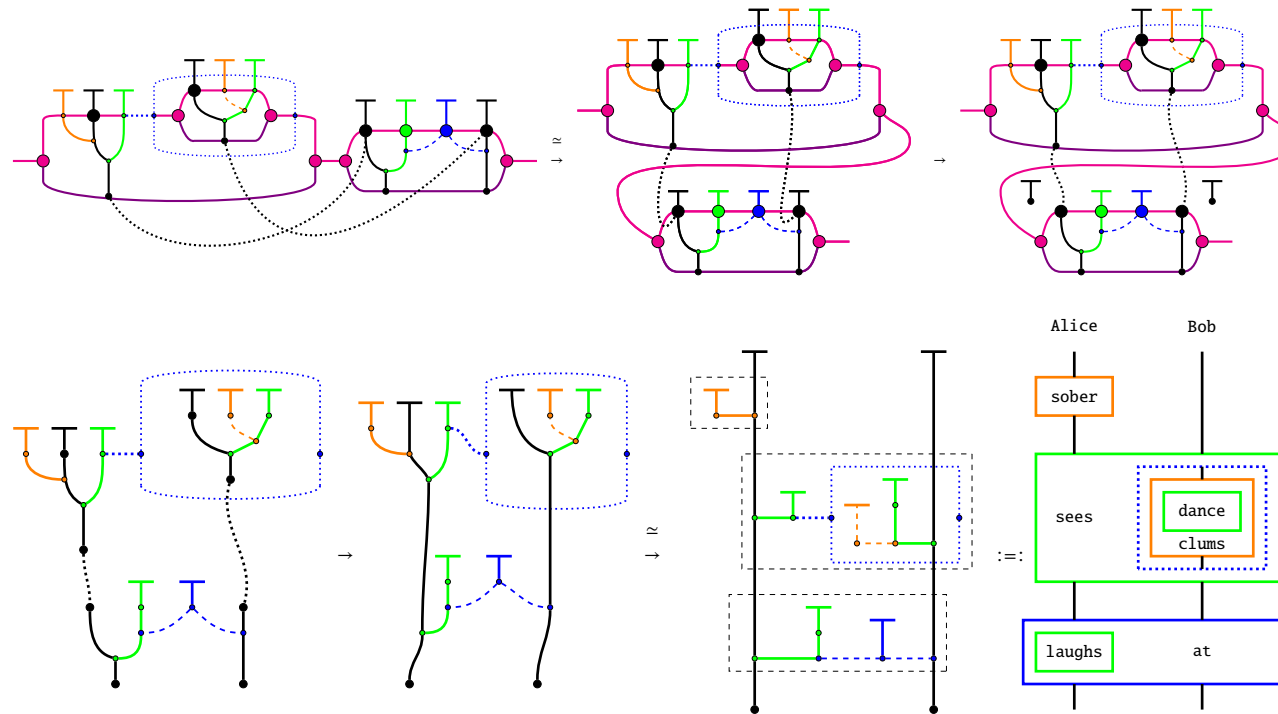 ≅
→
→
Alice Bob
sober
sees
dance
clums
laughs at
→
≅
→
:=: